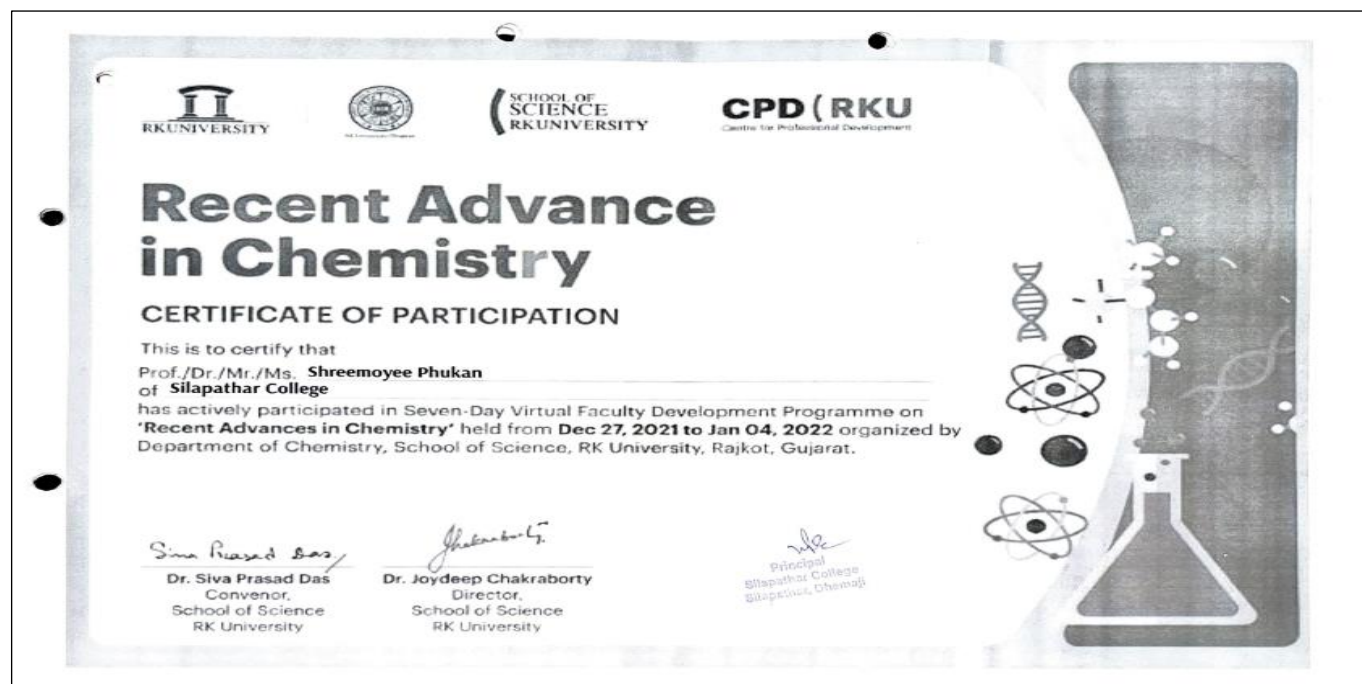 RKUNIVERSITY
SCHOOL OF
SCIENCE
RKUNIVERSITY
CPD (RKU
Centre for Professional Development
Recent Advance
in Chemistry
CERTIFICATE OF PARTICIPATION
This is to certify that
Prof./Dr./Mr./Ms. Shreemoyee Phukan
of Silapathar College
has actively participated in Seven-Day Virtual Faculty Development Programme on
'Recent Advances in Chemistry' held from Dec 27, 2021 to Jan 04, 2022 organized by
Department of Chemistry, School of Science, RK University, Rajkot, Gujarat.
Siva Prasad Das
Dr. Siva Prasad Das
Convenor,
School of Science
RK University
Dr. Joydeep Chakraborty
Director,
School of Science
RK University
Principal
Silapathar College
Silapathar, Dhemaji